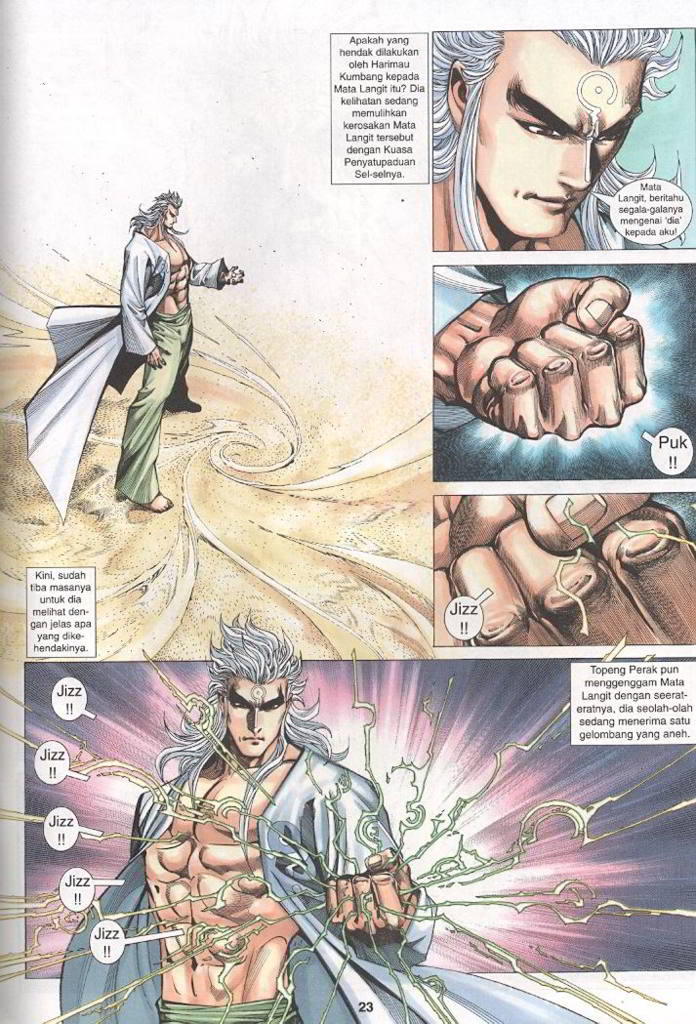 Apakah yang
hendak dilakukan
oleh Harimau
Kumbang kepada
Mata Langit itu? Dia
kelihatan sedang
memulihkan
kerosakan Mata
Langit tersebut
dengan Kuasa
Penyatupaduan
Sel-selnya.
Mata
Langit, beritahu
segala-galanya
mengenai 'dia'
kepada aku!
Puk
!!
Jizz
!!
Kini, sudah
tiba masanya
untuk dia
melihat den-
gan jelas apa
yang dike-
hendakinya.
Topeng Perak pun
menggenggam Mata
Langit dengan seerat-
eratnya, dia seolah-olah
sedang menerima satu
gelombang yang aneh.
Jizz
!!
Jizz
!!
Jizz
!!
Jizz
!!
Jizz
!!
23